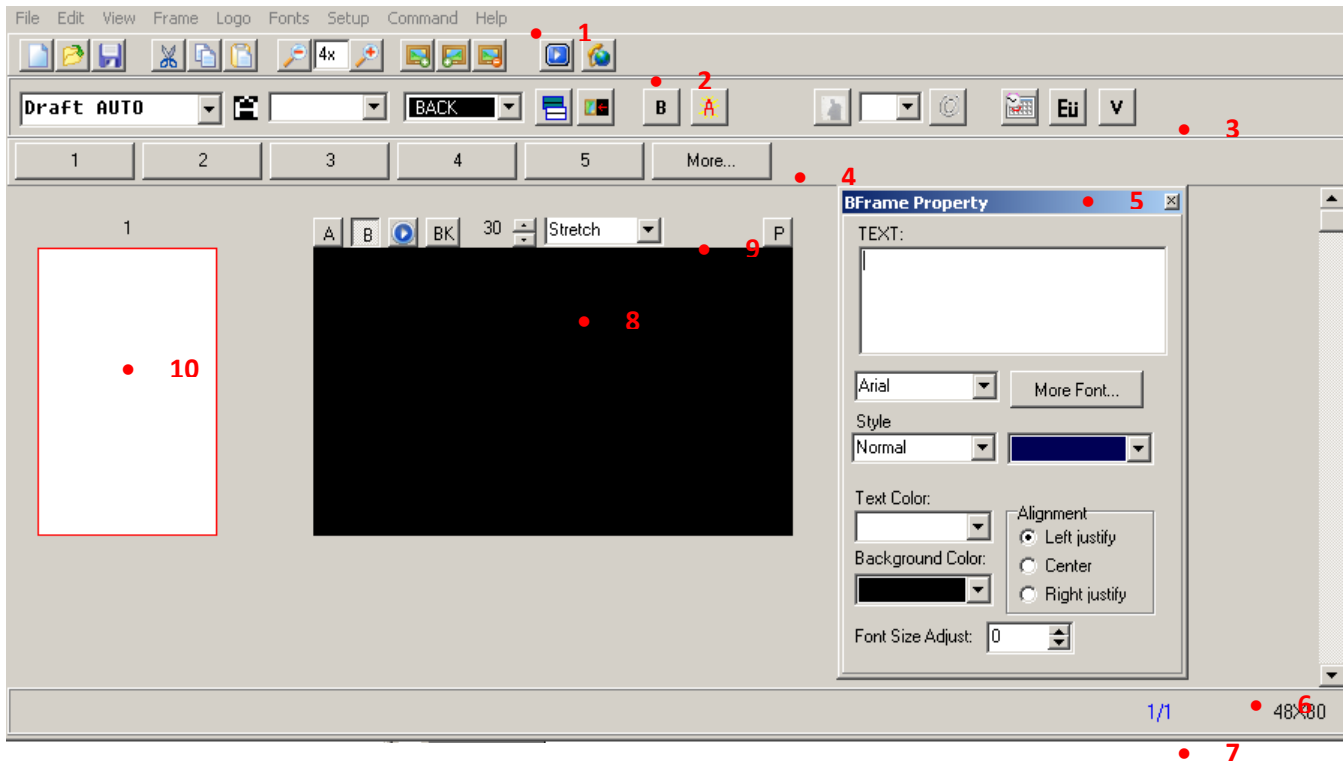 File Edit View Frame Logo Fonts Setup Command Help
1
4x
2
Draft AUTO BACK B A Eü V
3
1 2 3 4 5 More...
4
BFrame Property 5
1
A B BK 30 Stretch P
TEXT:
9
8
10
Arial More Font...
Style
Normal
Text Color:
Alignment
Left justify
Background Color:
Center
Right justify
Font Size Adjust: 0
1/1 48X80
6
7